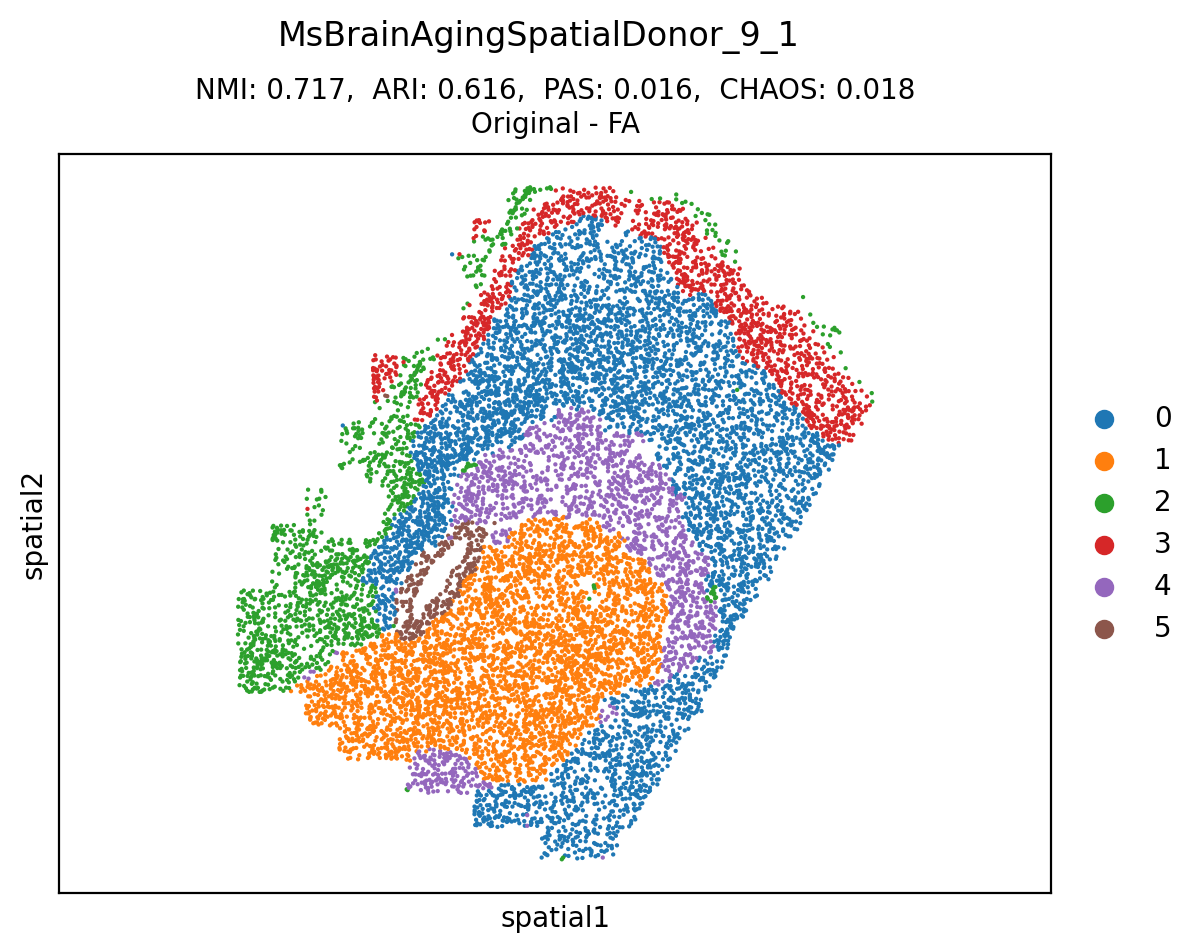 MsBrainAgingSpatialDonor_9_1
NMI: 0.717,  ARI: 0.616,  PAS: 0.016,  CHAOS: 0.018
Original - FA
spatial2
0
1
2
3
4
5
spatial1